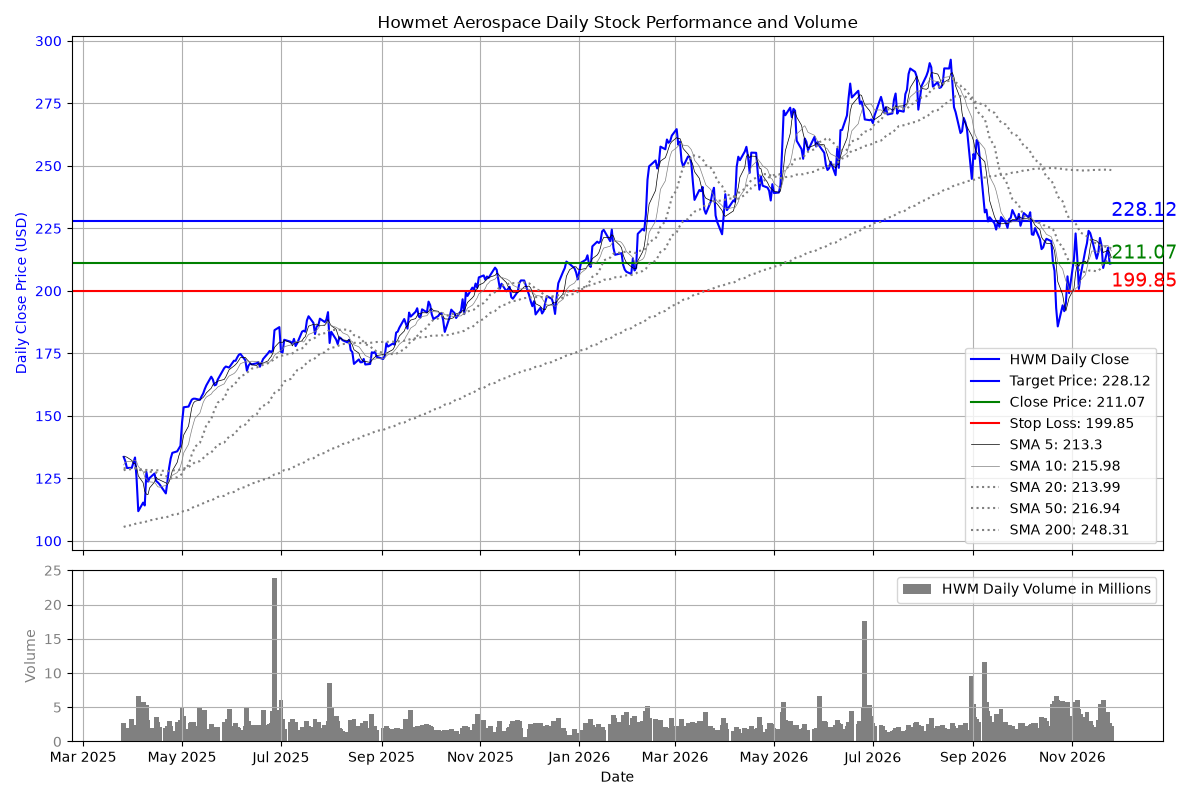 Howmet Aerospace Daily Stock Performance and Volume
Daily Close Price (USD)
300
275
250
225
200
175
150
125
100
228.12
211.07
199.85
HWM Daily Close
Target Price: 228.12
Close Price: 211.07
Stop Loss: 199.85
SMA 5: 213.3
SMA 10: 215.98
SMA 20: 213.99
SMA 50: 216.94
SMA 200: 248.31
Volume
25
20
15
10
5
0
HWM Daily Volume in Millions
Mar 2025 May 2025 Jul 2025 Sep 2025 Nov 2025 Jan 2026 Mar 2026 May 2026 Jul 2026 Sep 2026 Nov 2026
Date